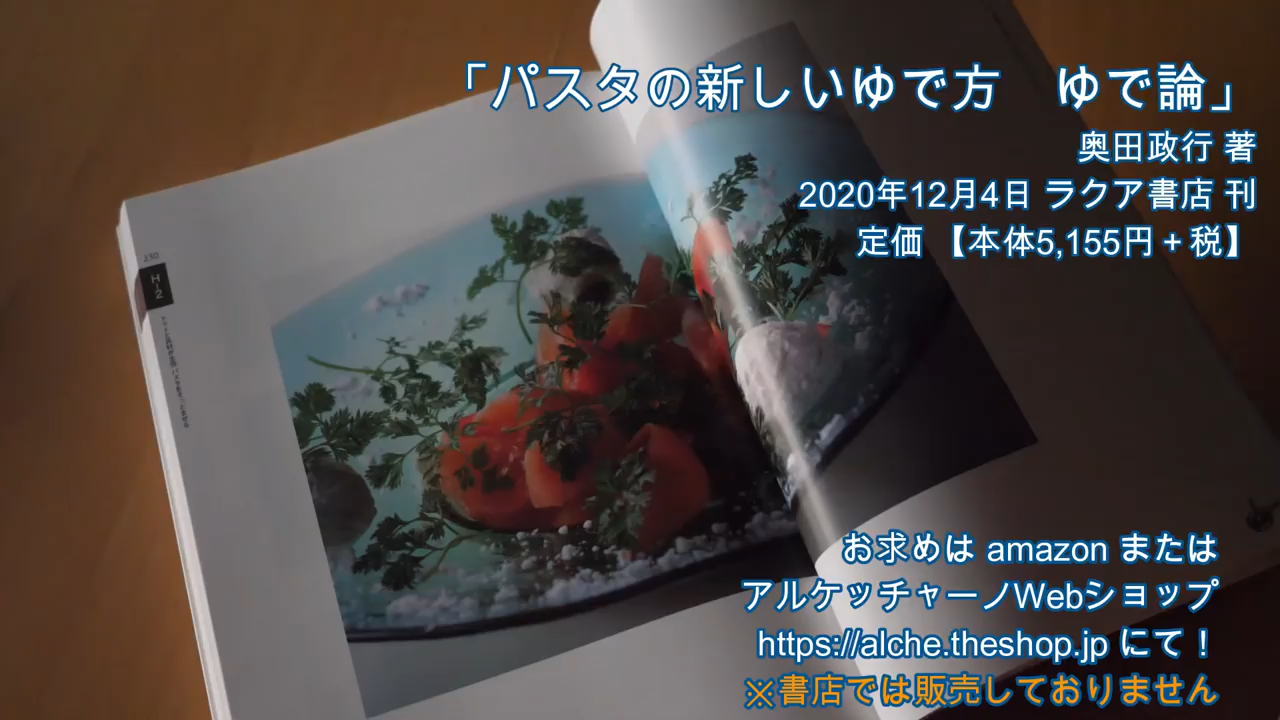 「パスタの新しいゆで方　ゆで論」
奥田政行 著
2020年12月4日 ラクア書店 刊
定価 【本体5,155円＋税】
230
H-2
お求めは amazon または
アルケッチャーノWebショップ
https://alche.theshop.jp にて！
※書店では販売しておりません